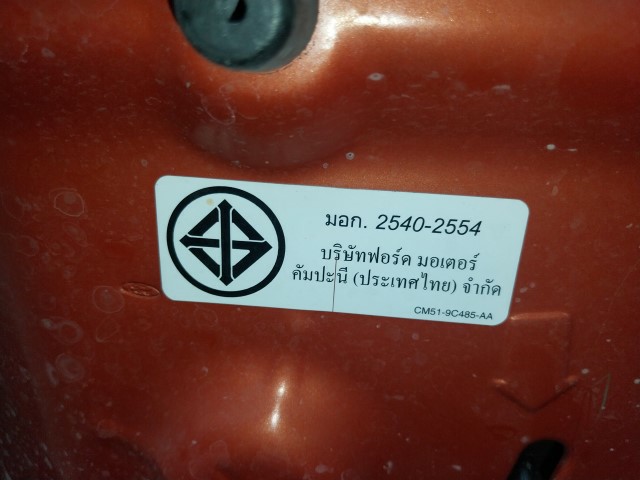 มอก. 2540-2554
บริษัทฟอร์ด มอเตอร์
คัมปะนี (ประเทศไทย) จำกัด
CM51-9C485-AA